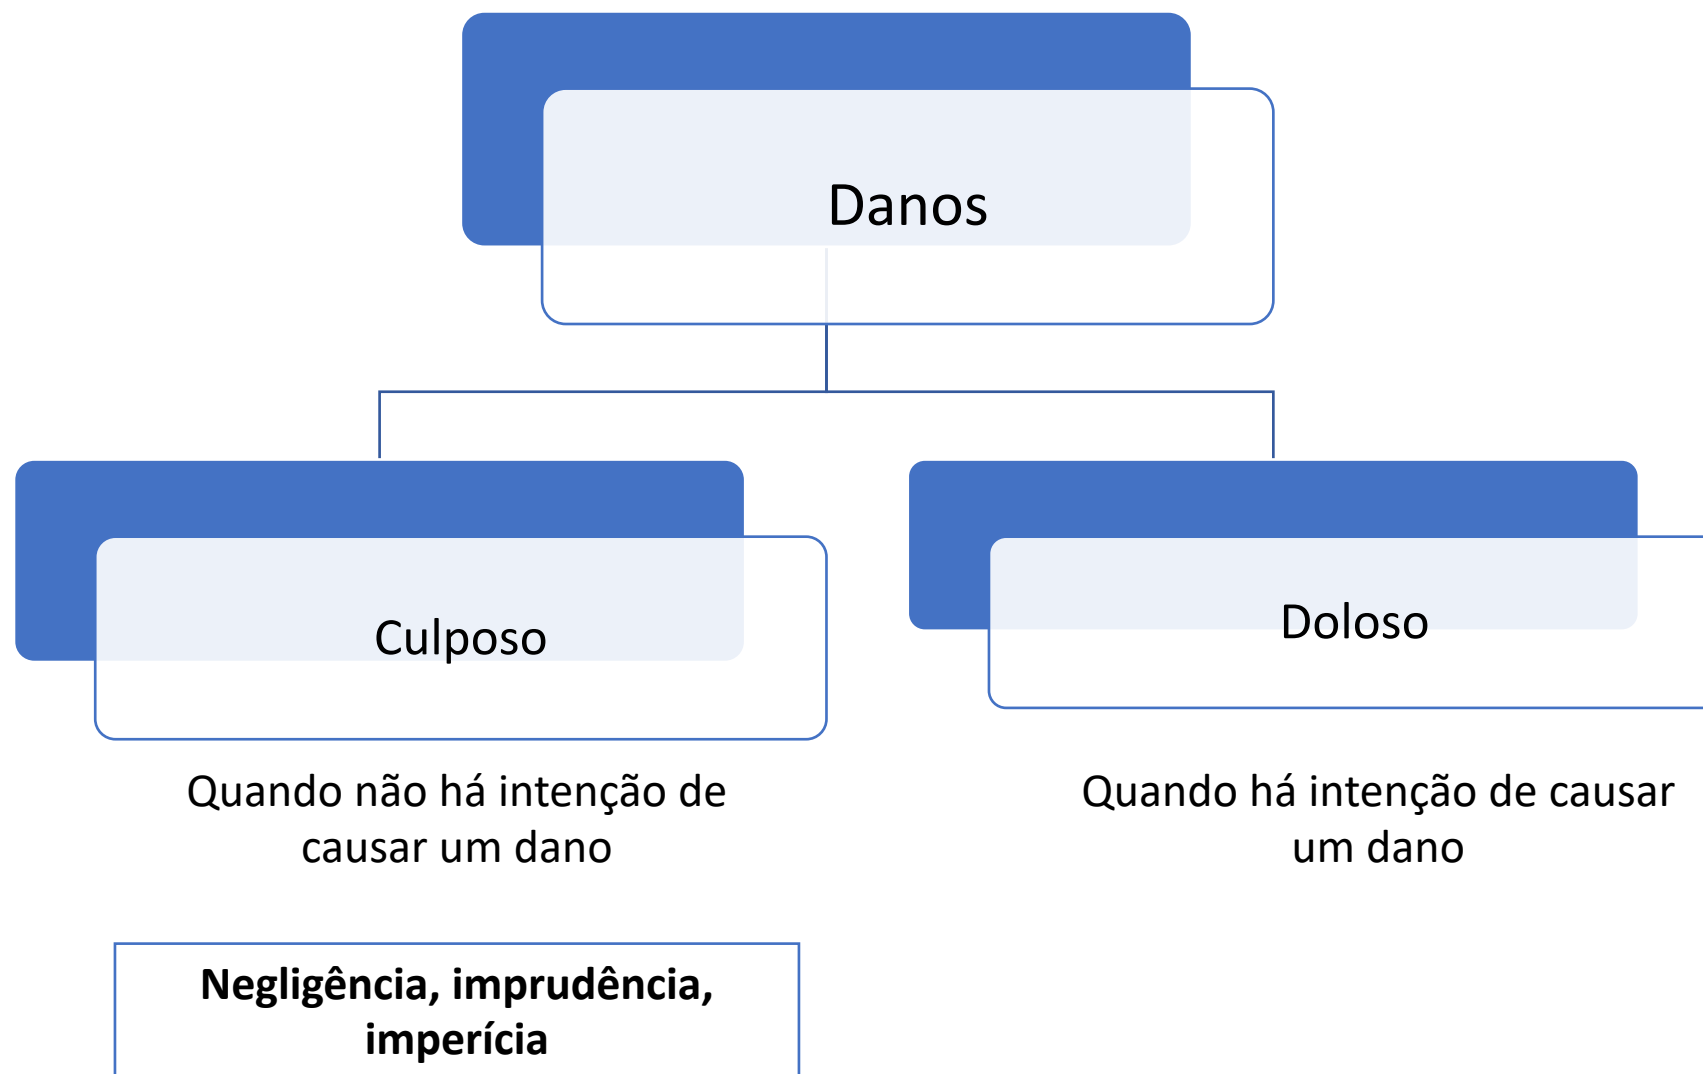 Danos
Culposo
Quando não há intenção de
causar um dano
Negligência, imprudência,
imperícia
Doloso
Quando há intenção de causar
um dano